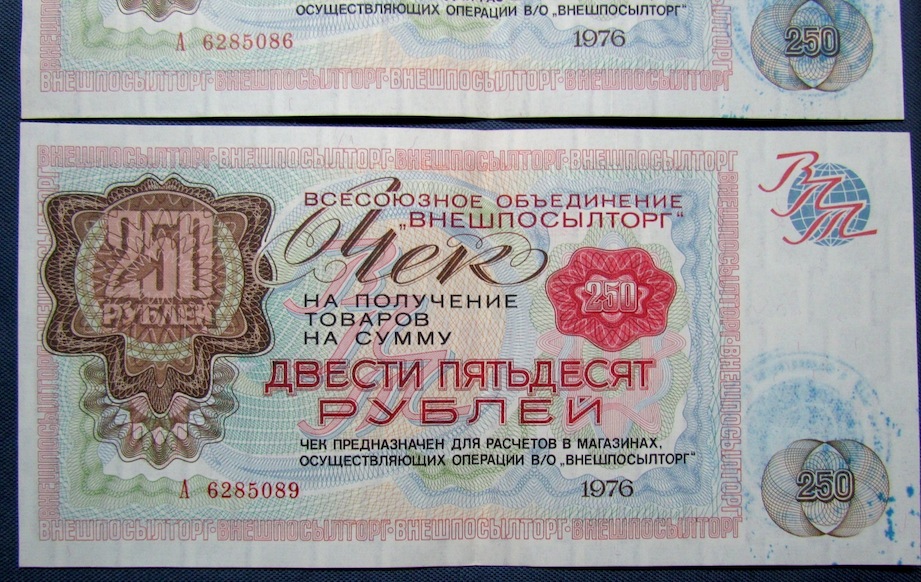 ОСУЩЕСТВЛЯЮЩИХ ОПЕРАЦИИ В/О „ВНЕШПОСЫЛТОРГ“
А 6285086
1976
250
ВНЕШПОСЫЛТОРГ·ВНЕШПОСЫЛТОРГ·ВНЕШПОСЫЛТОРГ·ВНЕШПОСЫЛТОРГ
ВНЕШПОСЫЛТОРГ·ВНЕШПОСЫЛТОРГ·ВНЕШПОСЫЛТОРГ·ВНЕШПОСЫЛТОРГ
ВПТ
ВСЕСОЮЗНОЕ ОБЪЕДИНЕНИЕ
„ВНЕШПОСЫЛТОРГ“
250
РУБЛЕЙ
Чек
250
НА ПОЛУЧЕНИЕ
ТОВАРОВ
НА СУММУ
ВПТ
ДВЕСТИ ПЯТЬДЕСЯТ
РУБЛЕЙ
ЧЕК ПРЕДНАЗНАЧЕН ДЛЯ РАСЧЕТОВ В МАГАЗИНАХ,
ОСУЩЕСТВЛЯЮЩИХ ОПЕРАЦИИ В/О „ВНЕШПОСЫЛТОРГ“
А 6285089
1976
250
ВНЕШПОСЫЛТОРГ·ВНЕШПОСЫЛТОРГ·ВНЕШПОСЫЛТОРГ·ВНЕШПОСЫЛТОРГ